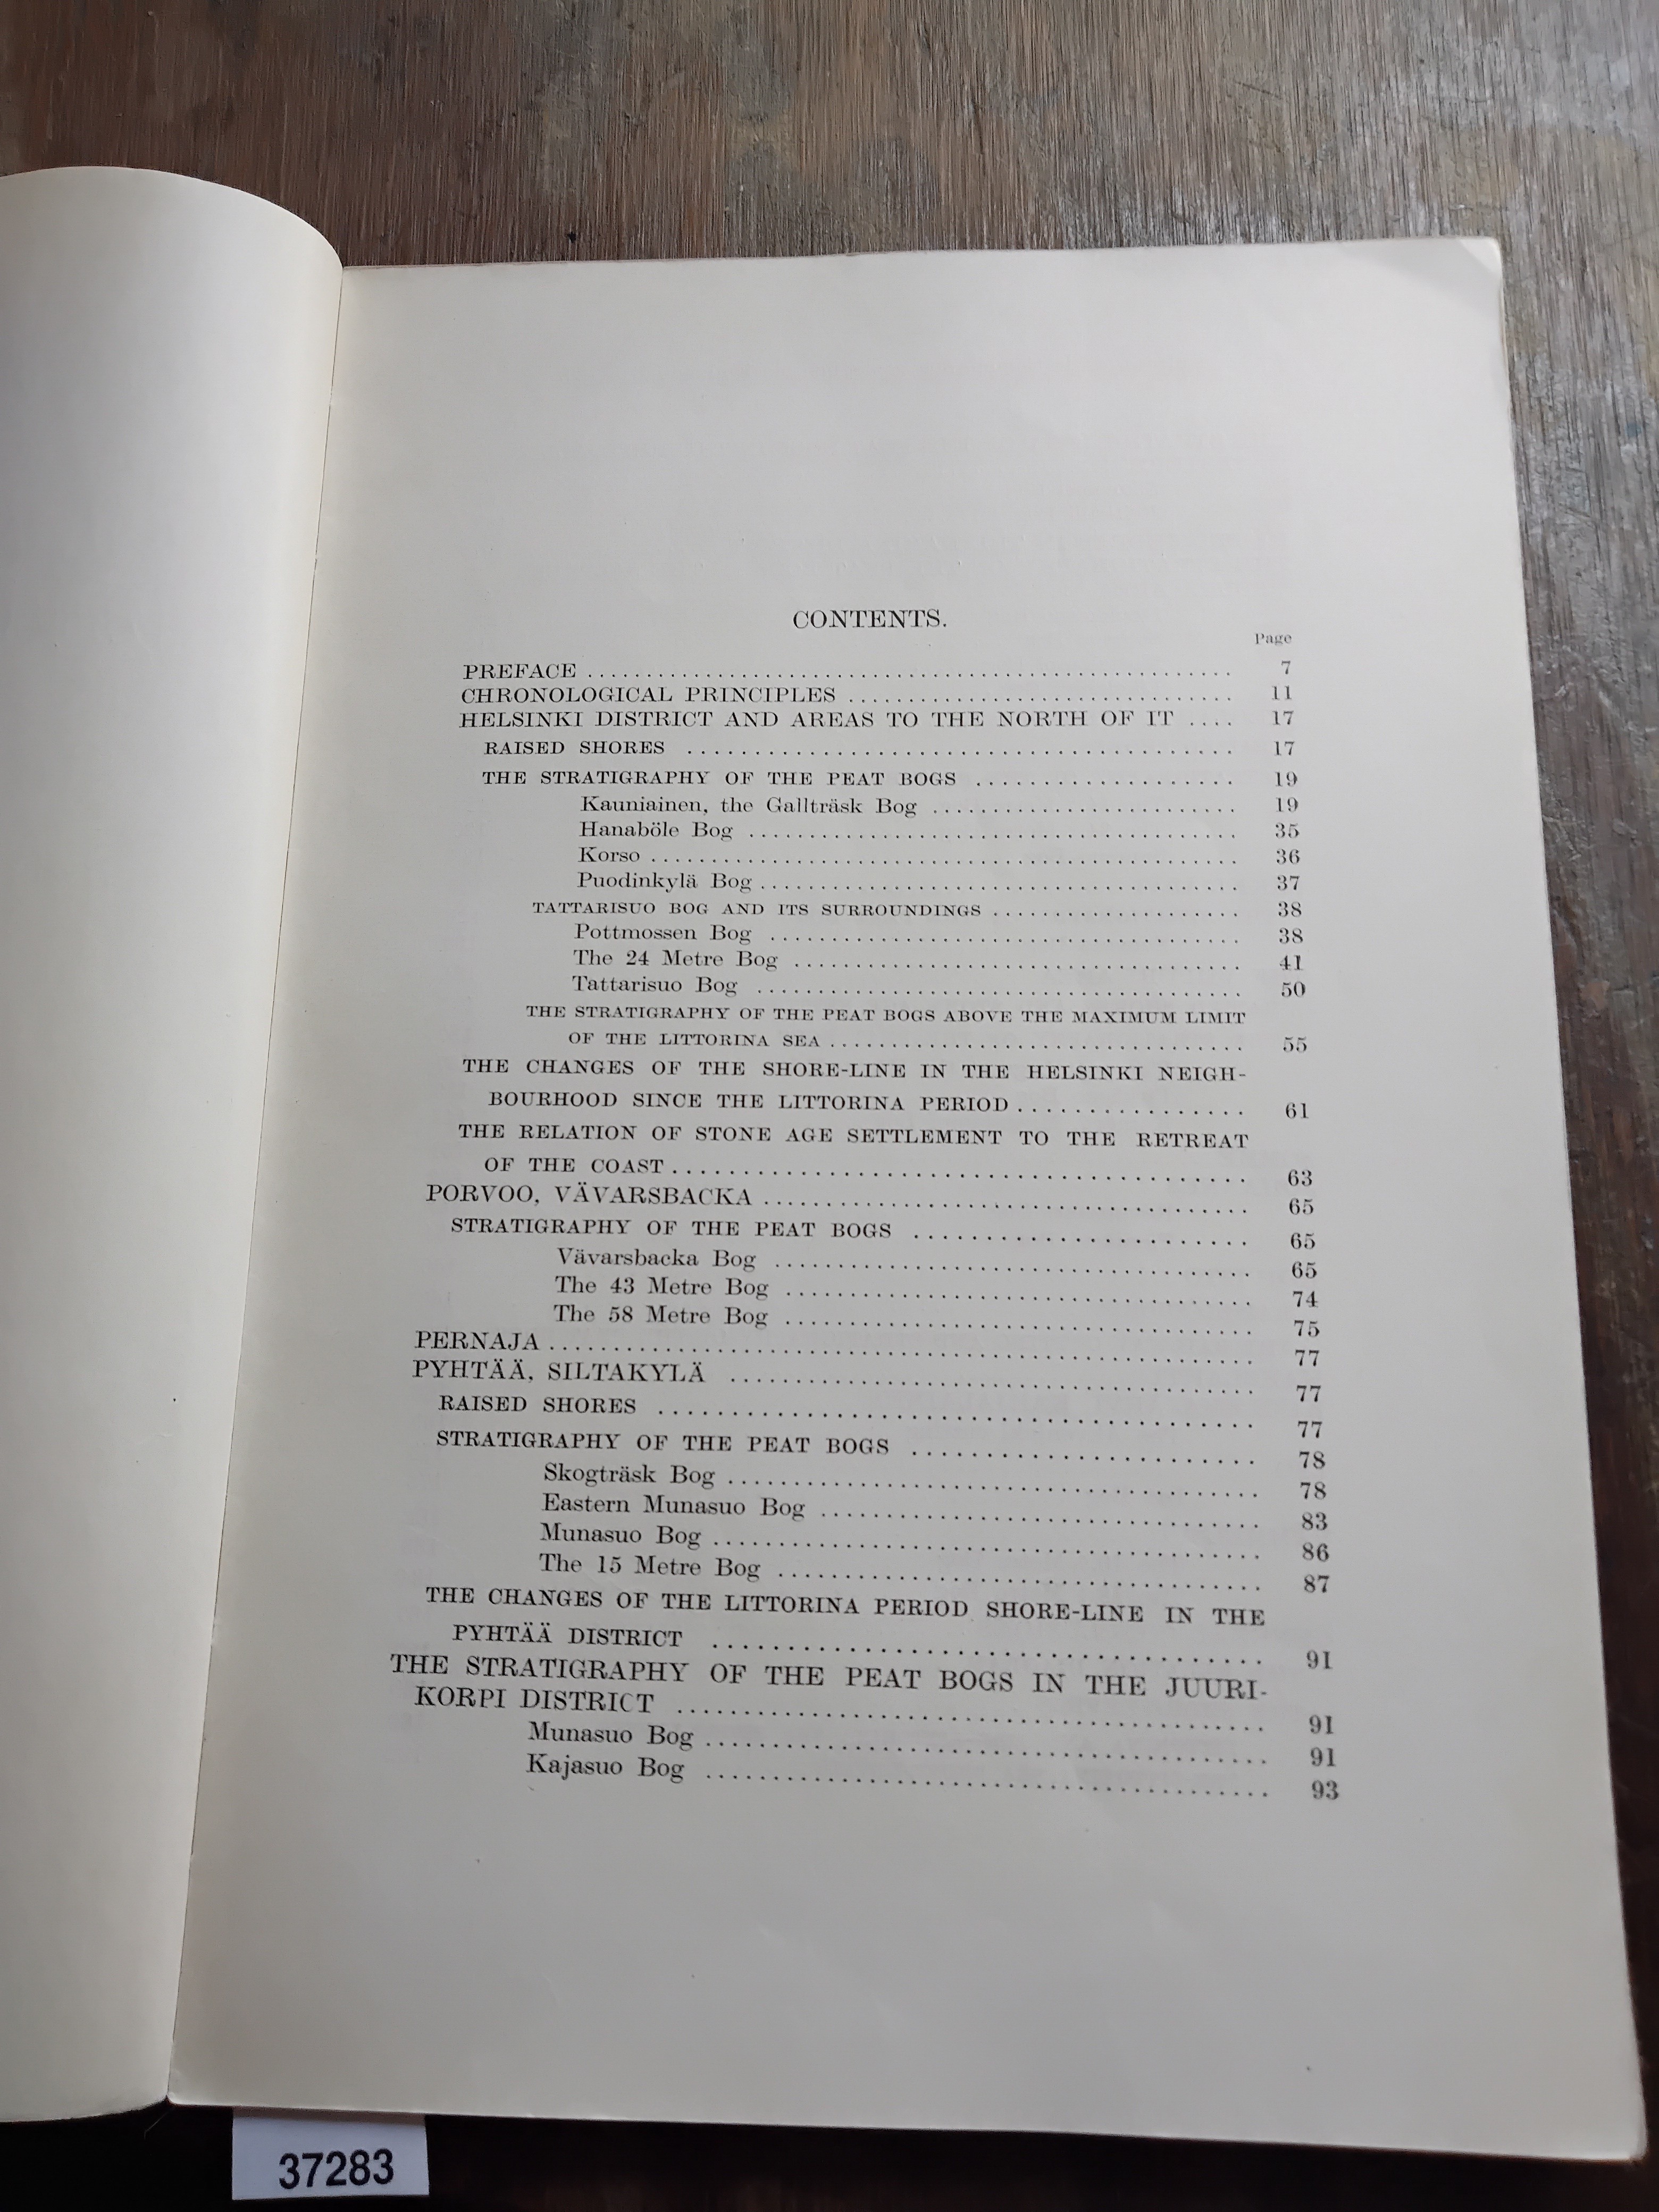 CONTENTS.
Page
PREFACE ........ 7
CHRONOLOGICAL PRINCIPLES ........ 11
HELSINKI DISTRICT AND AREAS TO THE NORTH OF IT .... 17
RAISED SHORES ........ 17
THE STRATIGRAPHY OF THE PEAT BOGS ........ 19
Kauniainen, the Gallträsk Bog ........ 19
Hanaböle Bog ........ 35
Korso ........ 36
Puodinkylä Bog ........ 37
TATTARISUO BOG AND ITS SURROUNDINGS ........ 38
Pottmossen Bog ........ 38
The 24 Metre Bog ........ 41
Tattarisuo Bog ........ 50
THE STRATIGRAPHY OF THE PEAT BOGS ABOVE THE MAXIMUM LIMIT
OF THE LITTORINA SEA ........ 55
THE CHANGES OF THE SHORE-LINE IN THE HELSINKI NEIGH-
BOURHOOD SINCE THE LITTORINA PERIOD ........ 61
THE RELATION OF STONE AGE SETTLEMENT TO THE RETREAT
OF THE COAST ........ 63
PORVOO, VÄVARSBACKA ........ 65
STRATIGRAPHY OF THE PEAT BOGS ........ 65
Vävarsbacka Bog ........ 65
The 43 Metre Bog ........ 74
The 58 Metre Bog ........ 75
PERNAJA ........ 77
PYHTÄÄ, SILTAKYLÄ ........ 77
RAISED SHORES ........ 77
STRATIGRAPHY OF THE PEAT BOGS ........ 78
Skogträsk Bog ........ 78
Eastern Munasuo Bog ........ 83
Munasuo Bog ........ 86
The 15 Metre Bog ........ 87
THE CHANGES OF THE LITTORINA PERIOD SHORE-LINE IN THE
PYHTÄÄ DISTRICT ........ 91
THE STRATIGRAPHY OF THE PEAT BOGS IN THE JUURI-
KORPI DISTRICT ........ 91
Munasuo Bog ........ 91
Kajasuo Bog ........ 93
37283